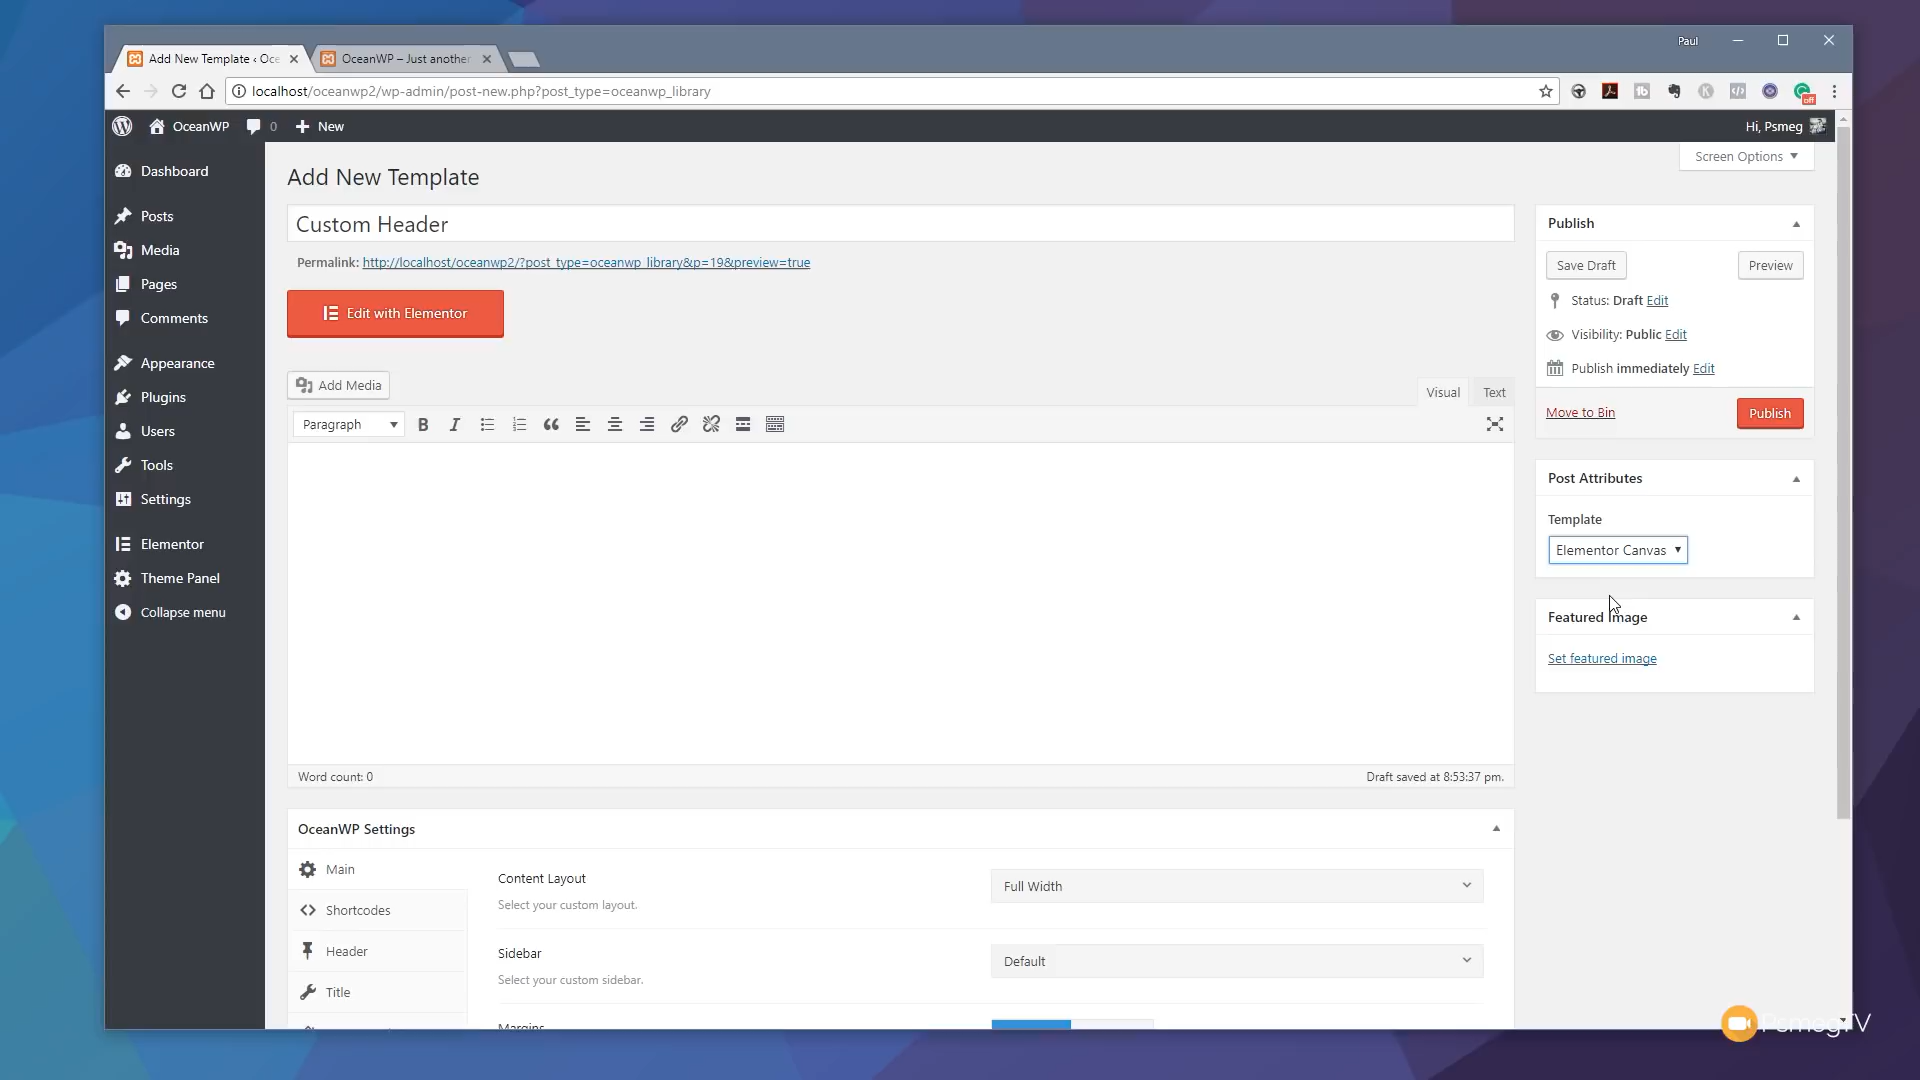 Paul
Add New Template ‹ Oce
OceanWP – Just another
localhost/oceanwp2/wp-admin/post-new.php?post_type=oceanwp_library
off
OceanWP 0 New
Hi, Psmeg
Screen Options
Dashboard
Posts
Media
Pages
Comments
Appearance
Plugins
Users
Tools
Settings
Elementor
Theme Panel
Collapse menu
Add New Template
Custom Header
Permalink: http://localhost/oceanwp2/?post_type=oceanwp_library&p=19&preview=true
Edit with Elementor
Add Media
Visual Text
Paragraph
Word count: 0
Draft saved at 8:53:37 pm.
OceanWP Settings
Main
Shortcodes
Header
Title
Content Layout
Select your custom layout.
Full Width
Sidebar
Select your custom sidebar.
Default
Margins
Publish
Save Draft
Preview
Status: Draft Edit
Visibility: Public Edit
Publish immediately Edit
Move to Bin
Publish
Post Attributes
Template
Elementor Canvas
Featured Image
Set featured image
PsmegTV